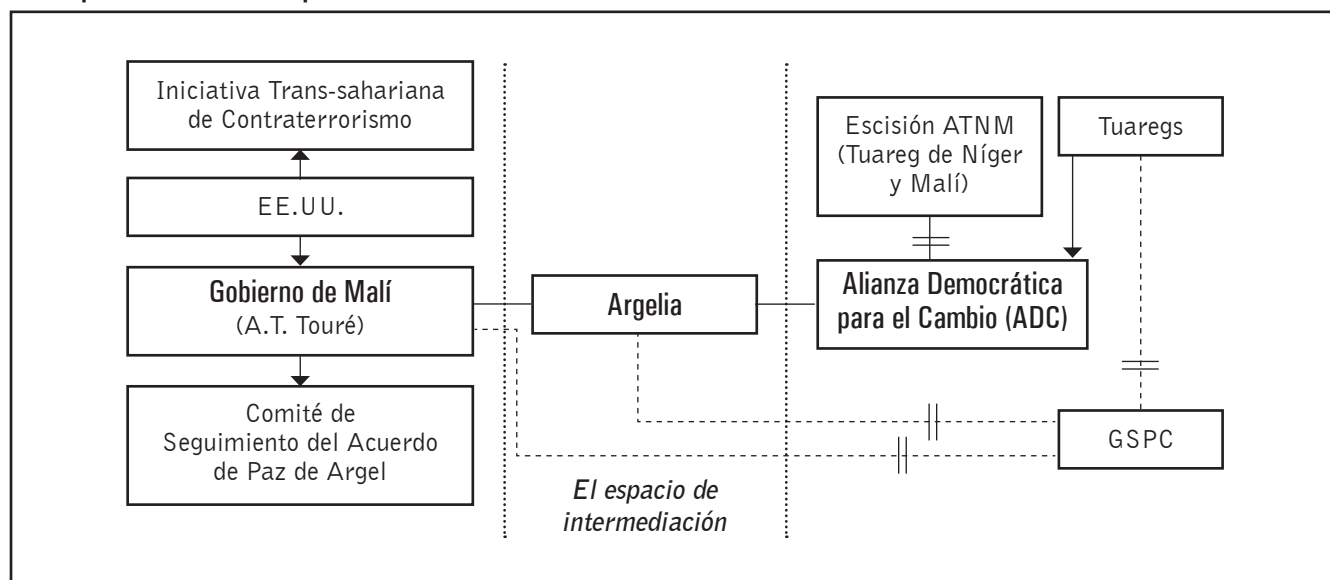 Iniciativa Trans-sahariana
de Contraterrorismo
EE.UU.
Gobierno de Malí
(A.T. Touré)
Comité de
Seguimiento del Acuerdo
de Paz de Argel
Argelia
El espacio de
intermediación
Escisión ATNM
(Tuareg de Níger
y Malí)
Tuaregs
Alianza Democrática
para el Cambio (ADC)
GSPC